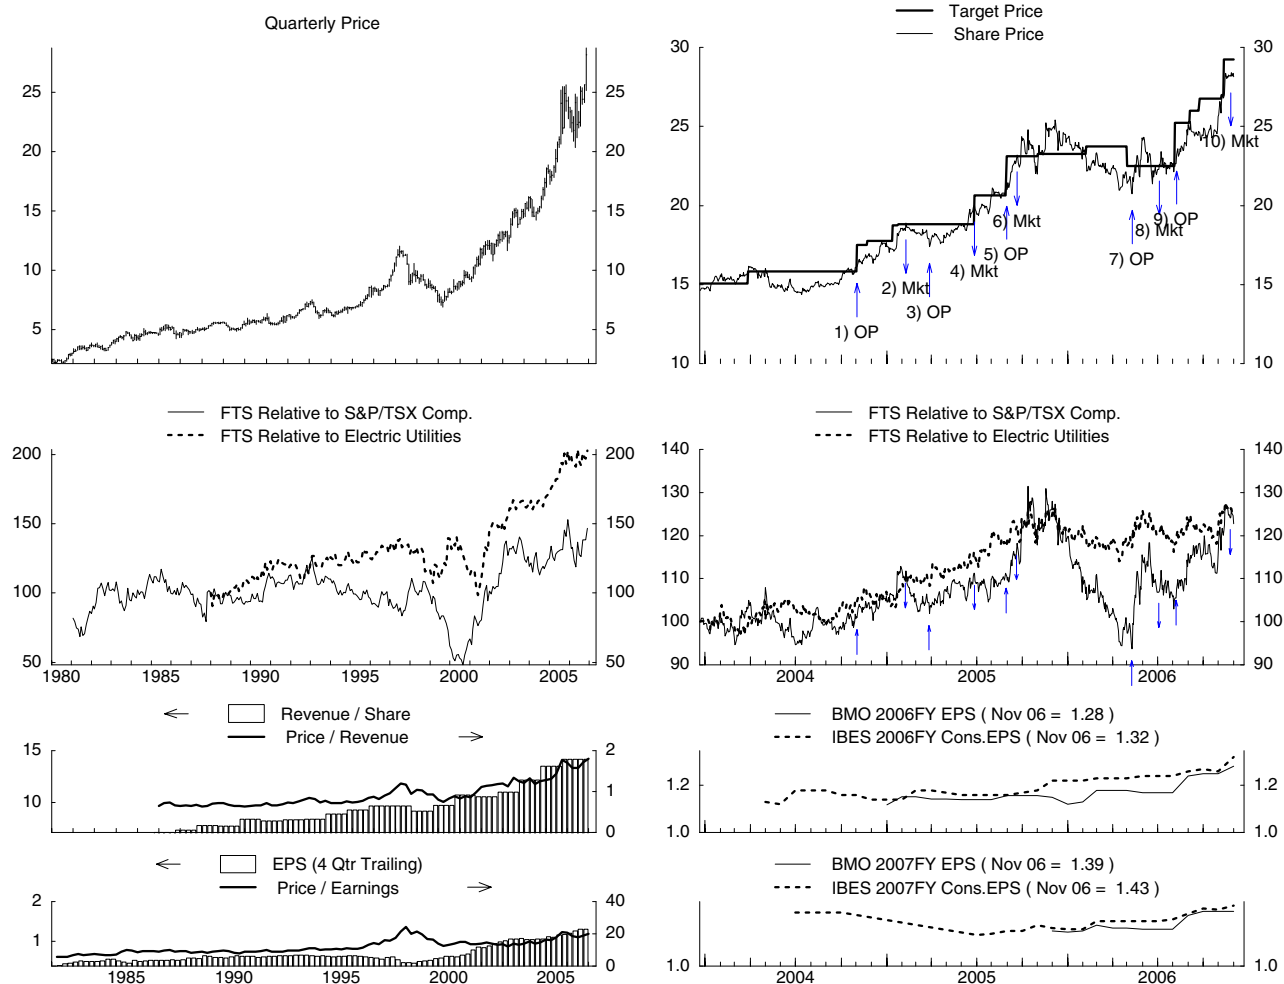 Quarterly Price
25
20
15
10
5
25
20
15
10
5
Target Price
Share Price
30
25
20
15
10
30
25
20
15
10
1) OP
2) Mkt
3) OP
4) Mkt
5) OP
6) Mkt
7) OP
8) Mkt
9) OP
10) Mkt
FTS Relative to S&P/TSX Comp.
FTS Relative to Electric Utilities
200
150
100
50
200
150
100
50
1980 1985 1990 1995 2000 2005
FTS Relative to S&P/TSX Comp.
FTS Relative to Electric Utilities
140
130
120
110
100
90
140
130
120
110
100
90
2004 2005 2006
Revenue / Share
Price / Revenue
15
10
2
1
0
BMO 2006FY EPS ( Nov 06 = 1.28 )
IBES 2006FY Cons.EPS ( Nov 06 = 1.32 )
1.2
1.0
1.2
1.0
EPS (4 Qtr Trailing)
Price / Earnings
2
1
40
20
0
1985 1990 1995 2000 2005
BMO 2007FY EPS ( Nov 06 = 1.39 )
IBES 2007FY Cons.EPS ( Nov 06 = 1.43 )
1.0
1.0
2004 2005 2006